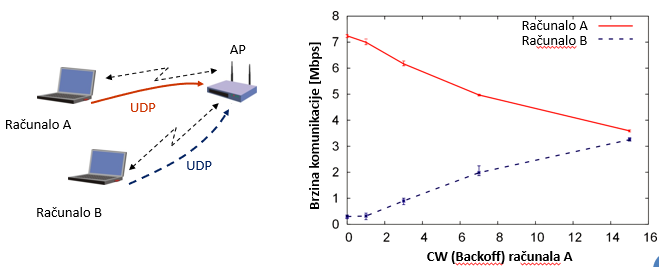 AP
UDP
Računalo A
UDP
Računalo B
Brzina komunikacije [Mbps]
8
7
6
5
4
3
2
1
0
Računalo A
Računalo B
0
2
4
6
8
10
12
14
16
CW (Backoff) računala A